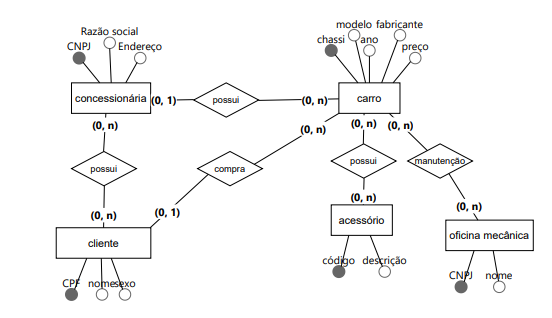 modelo fabricante
Razão social
CNPJ
Endereço
chassi
ano
preço
concessionária
(0, 1)
possui
(0, n)
carro
(0, n)
(0, n)
(0, n)
(0, n)
possui
compra
possui
manutenção
(0, n)
(0, 1)
(0, n)
(0, n)
cliente
acessório
oficina mecânica
CPF
nome
sexo
código
descrição
CNPJ
nome